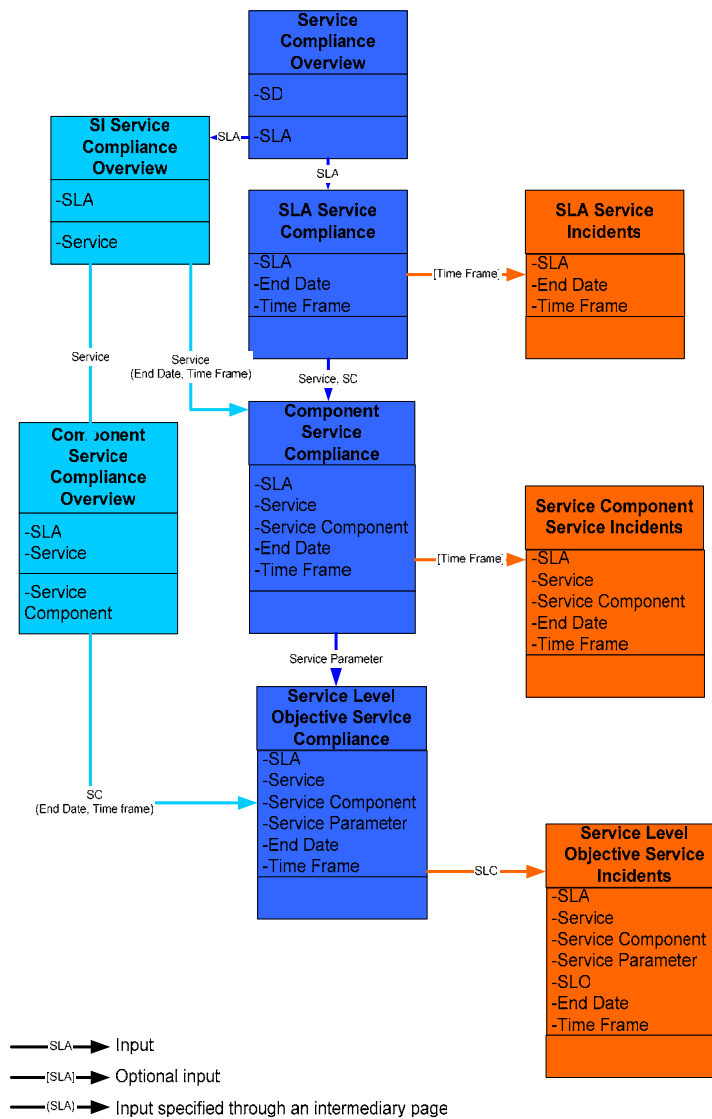 Service
Compliance
Overview
-SD
-SLA
SI Service
Compliance
Overview
-SLA
-Service
SLA
SLA
SLA Service
Compliance
-SLA
-End Date
-Time Frame
[Time Frame]
SLA Service
Incidents
-SLA
-End Date
-Time Frame
Service
Service
(End Date, Time Frame)
Service, SD
Component
Service
Compliance
-SLA
-Service
-Service Component
-End Date
-Time Frame
Component
Service
Compliance
Overview
-SLA
-Service
-Service
Component
[Time Frame]
Service Component
Service Incidents
-SLA
-Service
-Service Component
-End Date
-Time Frame
Service Parameter
Service Level
Objective Service
Compliance
-SLA
-Service
-Service Component
-Service Parameter
-End Date
-Time Frame
SC
(End Date, Time frame)
SLO
Service Level
Objective Service
Incidents
-SLA
-Service
-Service Component
-Service Parameter
-SLO
-End Date
-Time Frame
SLA
Input
[SLA]
Optional input
(SLA)
Input specified through an intermediary page